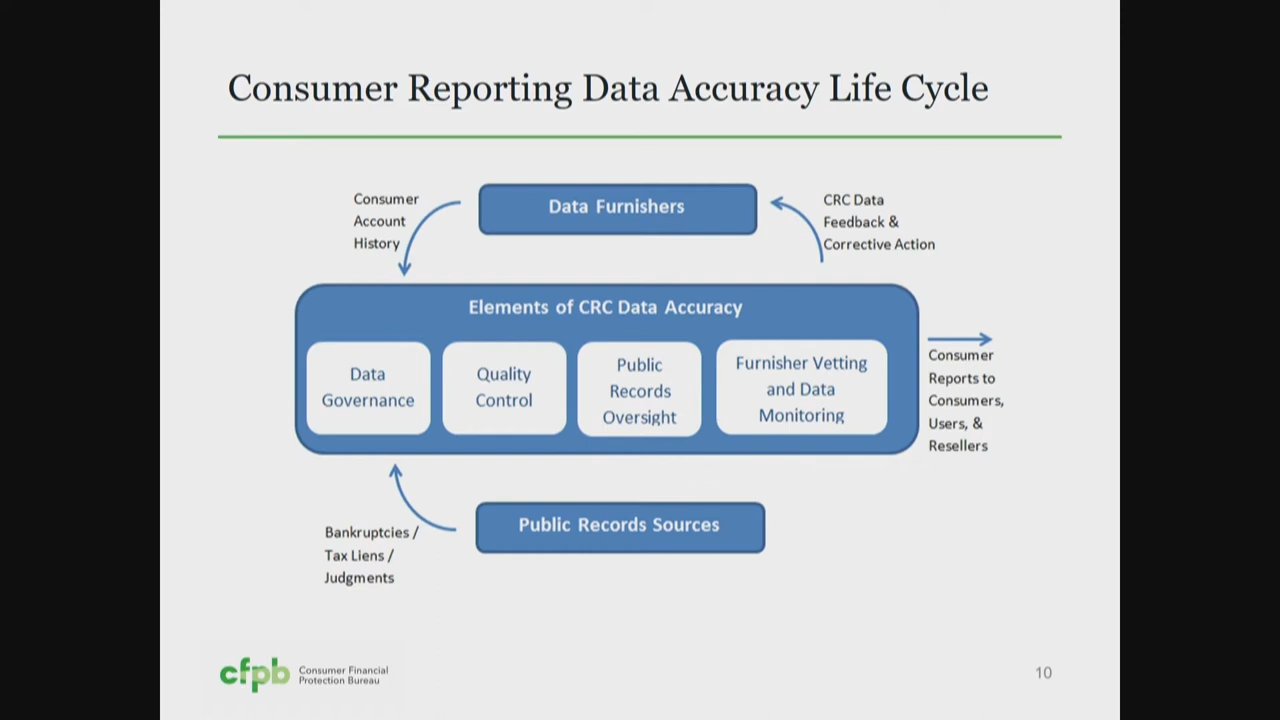 Consumer Reporting Data Accuracy Life Cycle
Consumer
Account
History
Data Furnishers
CRC Data
Feedback &
Corrective Action
Elements of CRC Data Accuracy
Data
Governance
Quality
Control
Public
Records
Oversight
Furnisher Vetting
and Data
Monitoring
Consumer
Reports to
Consumers,
Users, &
Resellers
Bankruptcies /
Tax Liens /
Judgments
Public Records Sources
cfpb
Consumer Financial
Protection Bureau
10